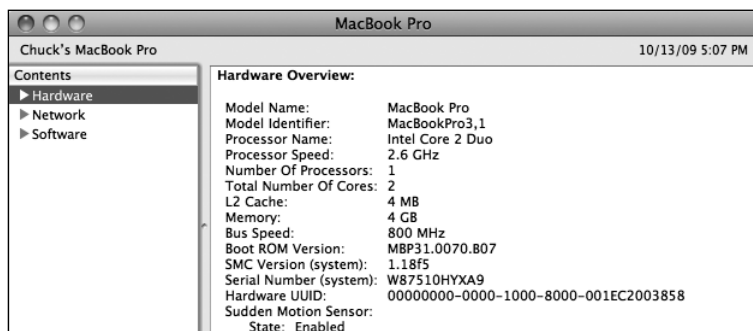 MacBook Pro
Chuck's MacBook Pro 10/13/09 5:07 PM
Contents
Hardware
Network
Software
Hardware Overview:
Model Name: MacBook Pro
Model Identifier: MacBookPro3,1
Processor Name: Intel Core 2 Duo
Processor Speed: 2.6 GHz
Number Of Processors: 1
Total Number Of Cores: 2
L2 Cache: 4 MB
Memory: 4 GB
Bus Speed: 800 MHz
Boot ROM Version: MBP31.0070.B07
SMC Version (system): 1.18f5
Serial Number (system): W87510HYXA9
Hardware UUID: 00000000-0000-1000-8000-001EC2003858
Sudden Motion Sensor:
State: Enabled